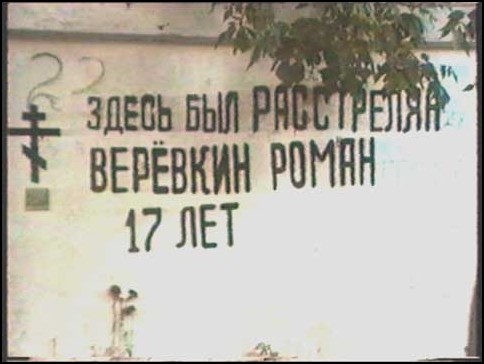 ЗДЕСЬ БЫЛ РАССТРЕЛЯН
ВЕРЁВКИН РОМАН
17 ЛЕТ